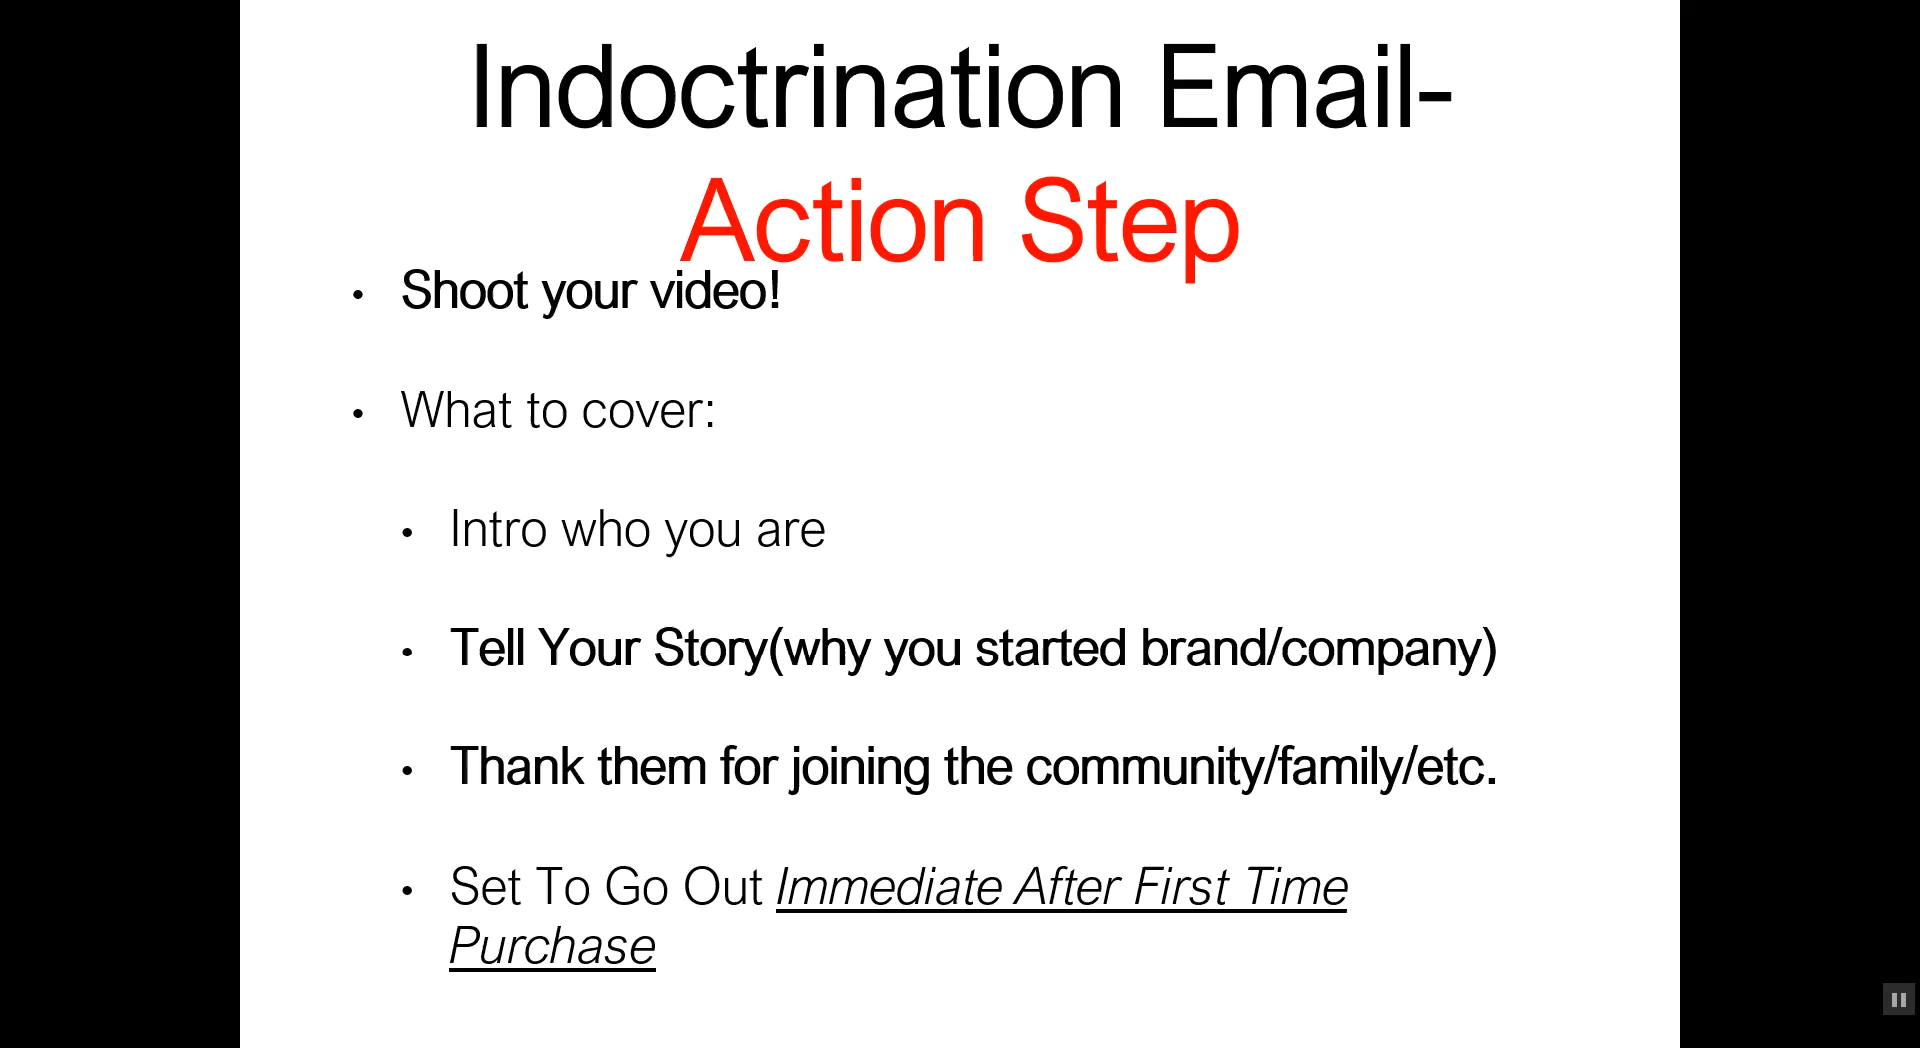 Indoctrination Email-
Action Step
• Shoot your video!
• What to cover:
• Intro who you are
• Tell Your Story(why you started brand/company)
• Thank them for joining the community/family/etc.
• Set To Go Out Immediate After First Time
Purchase